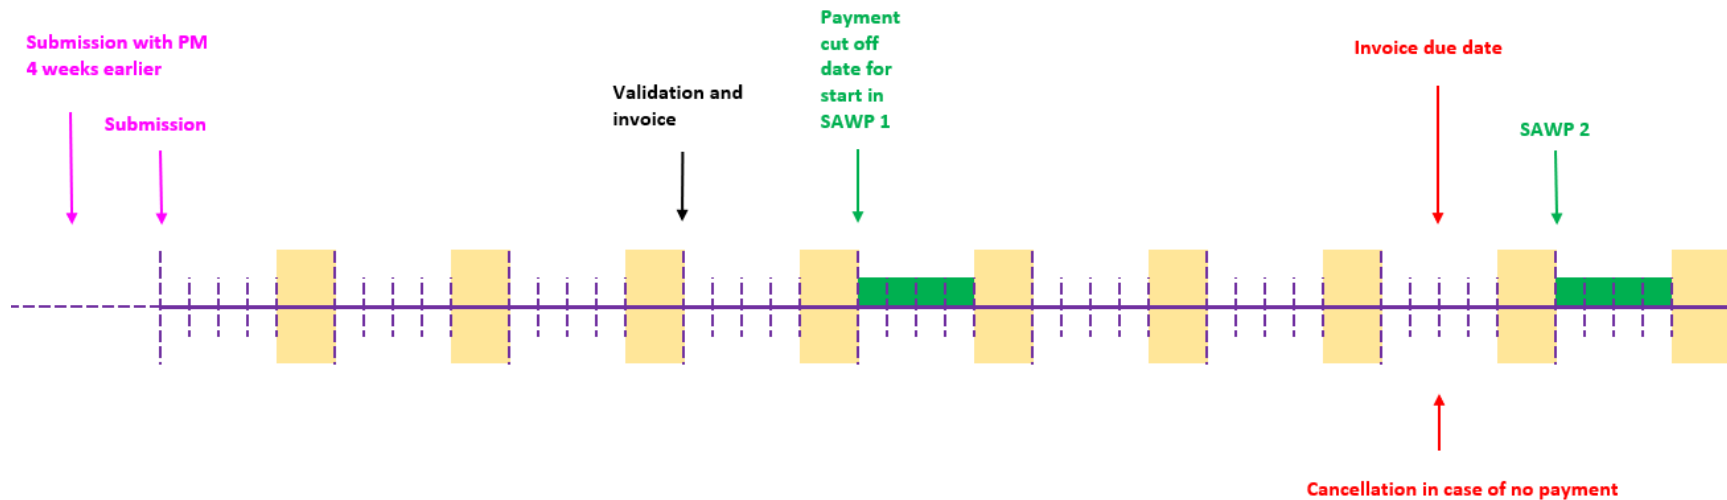 Submission with PM
4 weeks earlier
Submission
Validation and
invoice
Payment
cut off
date for
start in
SAWP 1
Invoice due date
SAWP 2
Cancellation in case of no payment